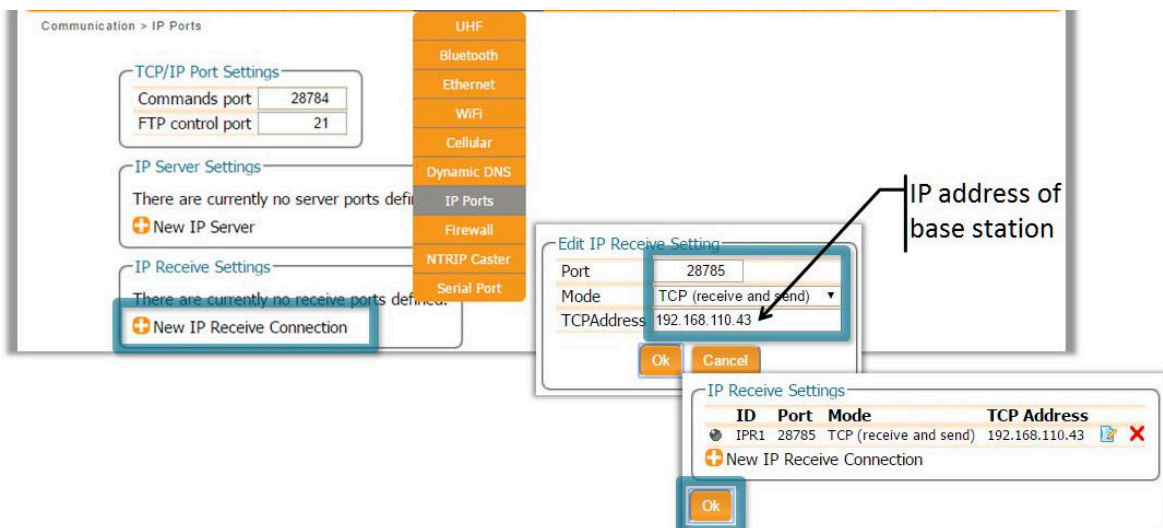 Communication > IP Ports
TCP/IP Port Settings
Commands port 28784
FTP control port 21
IP Server Settings
There are currently no server ports defi
New IP Server
IP Receive Settings
There are currently no receive ports defined.
New IP Receive Connection
UHF
Bluetooth
Ethernet
WiFi
Cellular
Dynamic DNS
IP Ports
Firewall
NTRIP Caster
Serial Port
IP address of
base station
Edit IP Receive Setting
Port 28785
Mode TCP (receive and send)
TCPAddress 192.168.110.43
Ok Cancel
IP Receive Settings
ID Port Mode TCP Address
IPR1 28785 TCP (receive and send) 192.168.110.43
New IP Receive Connection
Ok